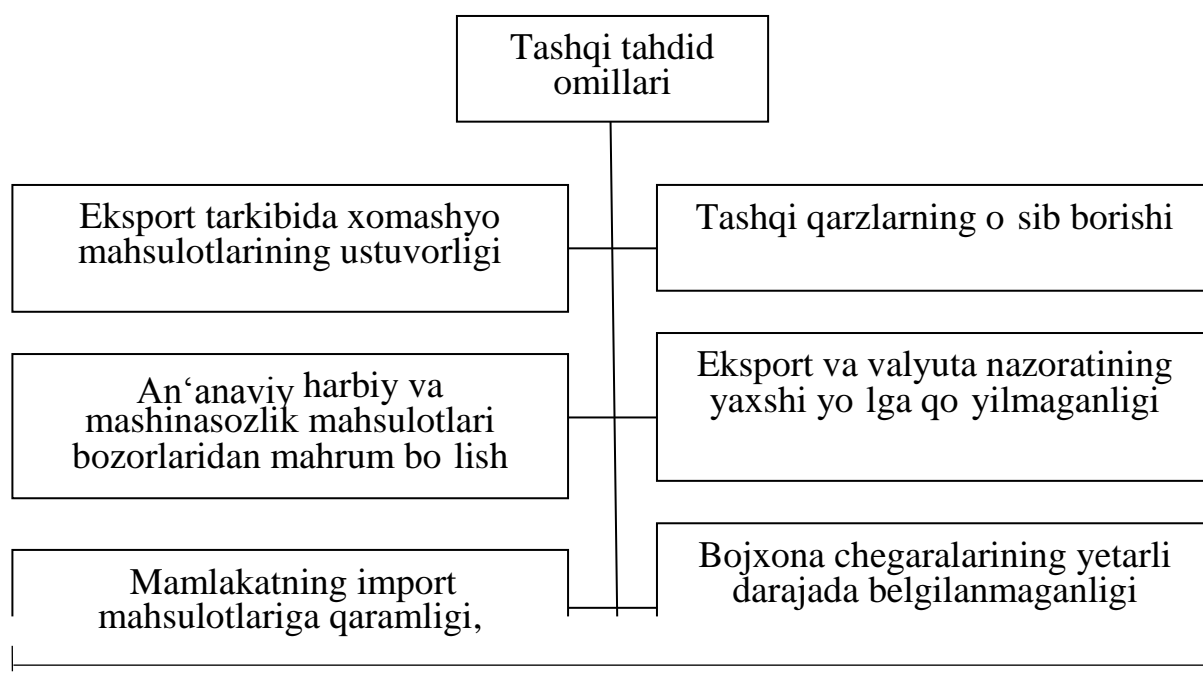 Tashqi tahdid
omillari
Eksport tarkibida xomashyo
mahsulotlarining ustuvorligi
Tashqi qarzlarning o sib borishi
An‘anaviy harbiy va
mashinasozlik mahsulotlari
bozorlaridan mahrum bo lish
Eksport va valyuta nazoratining
yaxshi yo lga qo yilmaganligi
Mamlakatning import
mahsulotlariga qaramligi,
Bojxona chegaralarining yetarli
darajada belgilanmaganligi